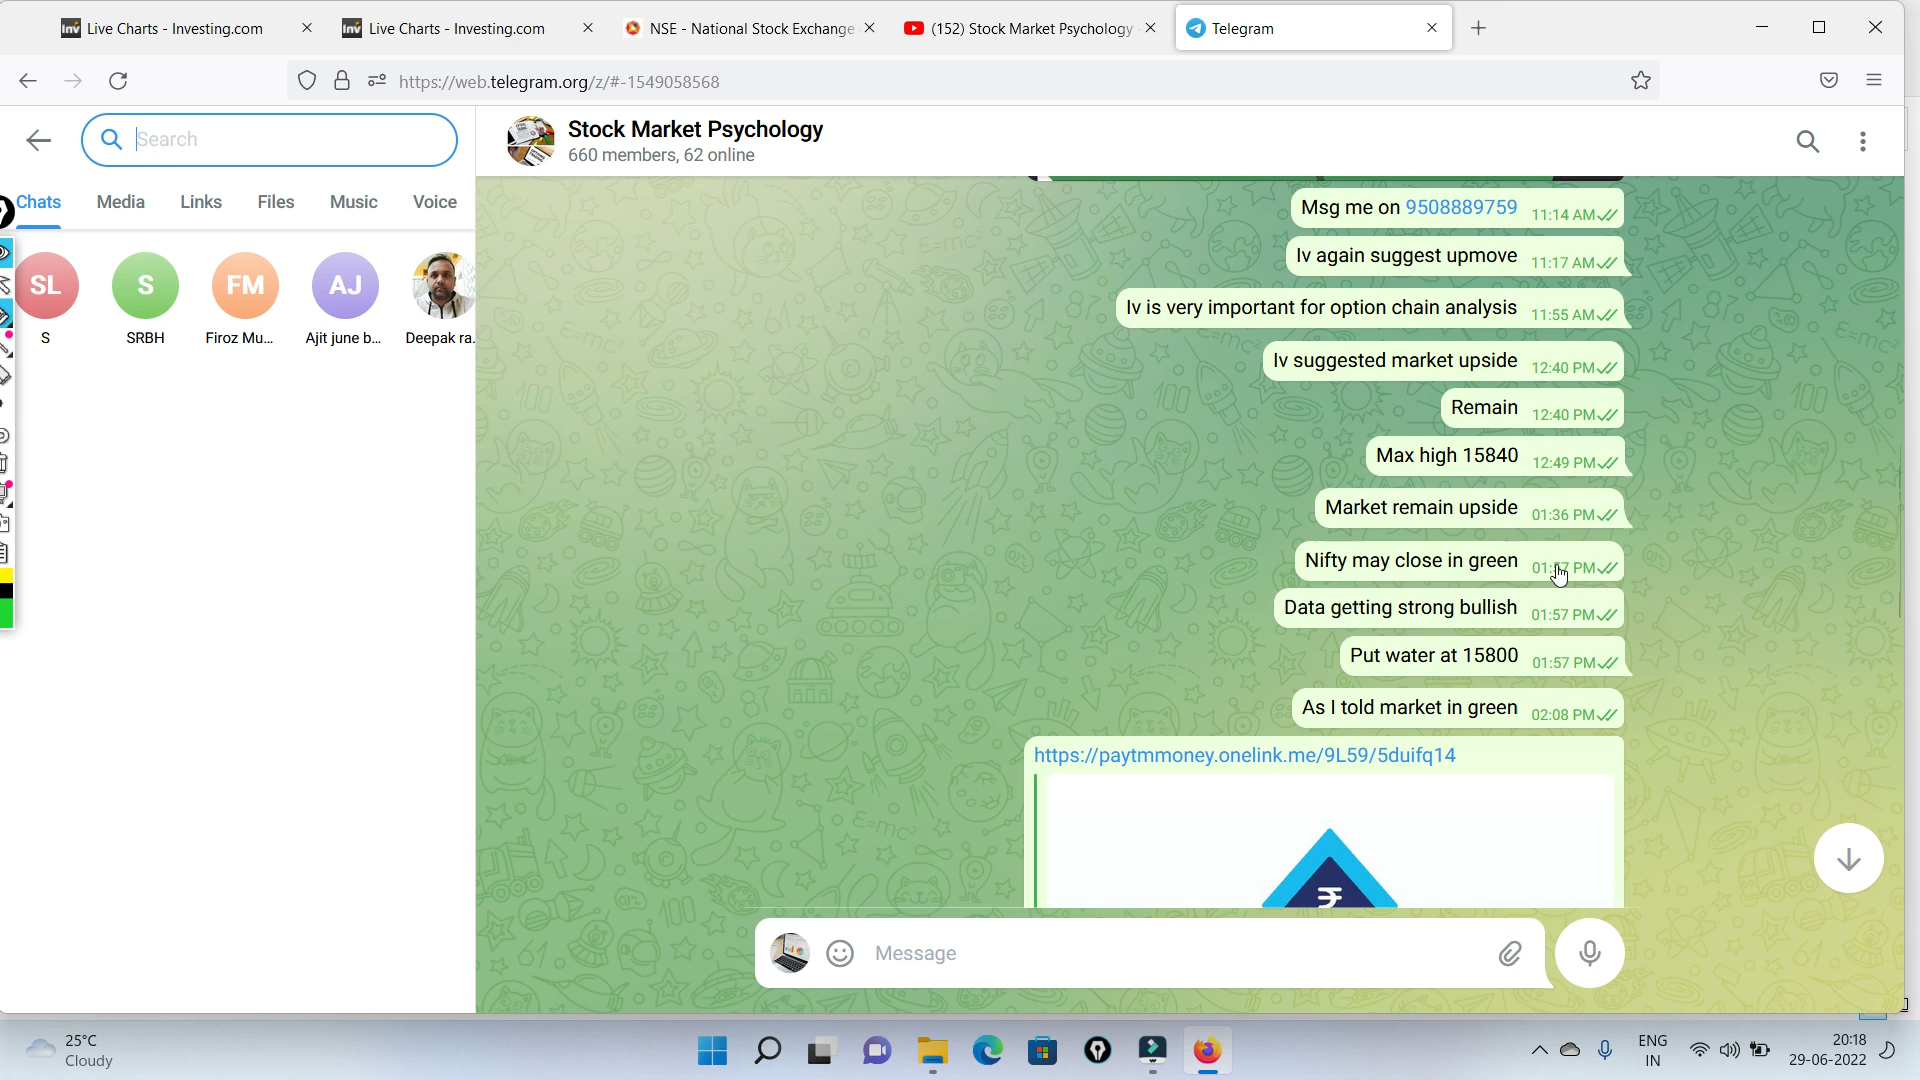 Live Charts - Investing.com
Live Charts - Investing.com
NSE - National Stock Exchange
(152) Stock Market Psychology -
Telegram
https://web.telegram.org/z/#-1549058568
Search
Stock Market Psychology
660 members, 62 online
Chats Media Links Files Music Voice
SL S FM AJ
S SRBH Firoz Mu... Ajit june b... Deepak ra.
Msg me on 9508889759 11:14 AM
Iv again suggest upmove 11:17 AM
Iv is very important for option chain analysis 11:55 AM
Iv suggested market upside 12:40 PM
Remain 12:40 PM
Max high 15840 12:49 PM
Market remain upside 01:36 PM
Nifty may close in green PM
Data getting strong bullish 01:57 PM
Put water at 15800 01:57 PM
As I told market in green 02:08 PM
https://paytmmoney.onelink.me/9L59/5duifq14
₹
Message
25°C
Cloudy
ENG
IN
20:18
29-06-2022